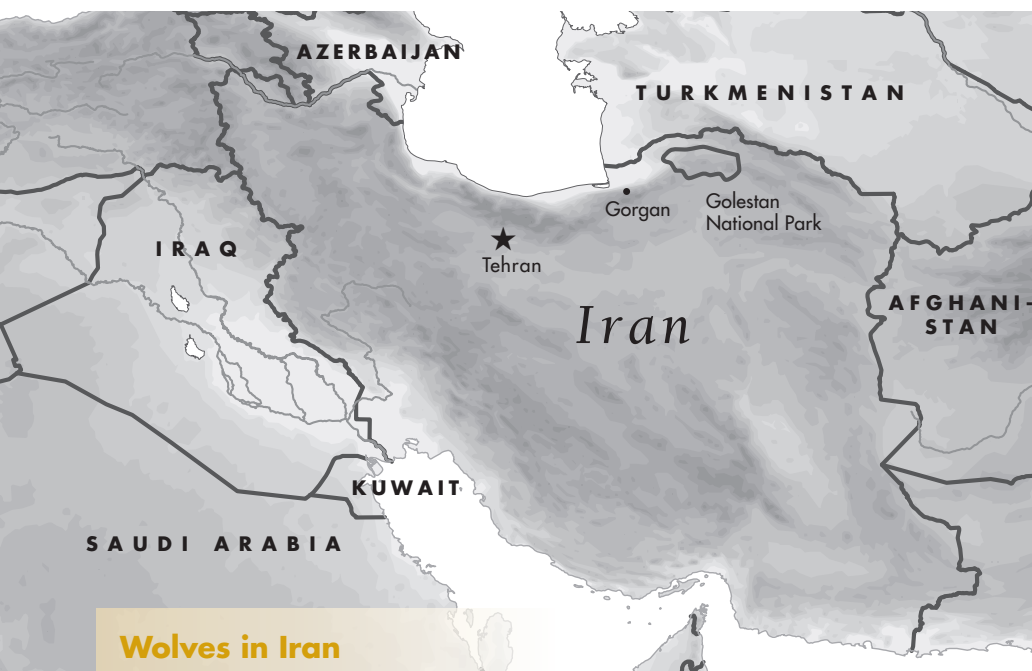 AZERBAIJAN
TURKMENISTAN
Gorgan
Golestan
National Park
IRAQ
Tehran
AFGHANI-
STAN
Iran
KUWAIT
SAUDI ARABIA
Wolves in Iran